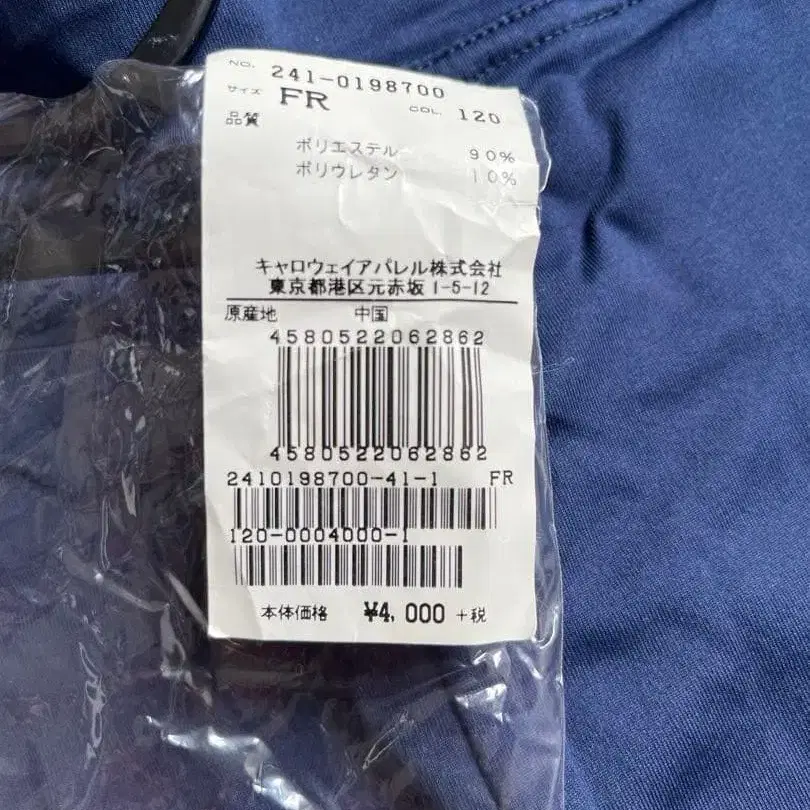 NO. 241-0198700
サイズ FR COL. 120
品質
ポリエステル 90%
ポリウレタン 10%
キャロウェイアパレル株式会社
東京都港区元赤坂1-5-12
原産地 中国
4580522062862
4580522062862
2410198700-41-1 FR
120-0004000-1
本体価格 ¥4,000 +税